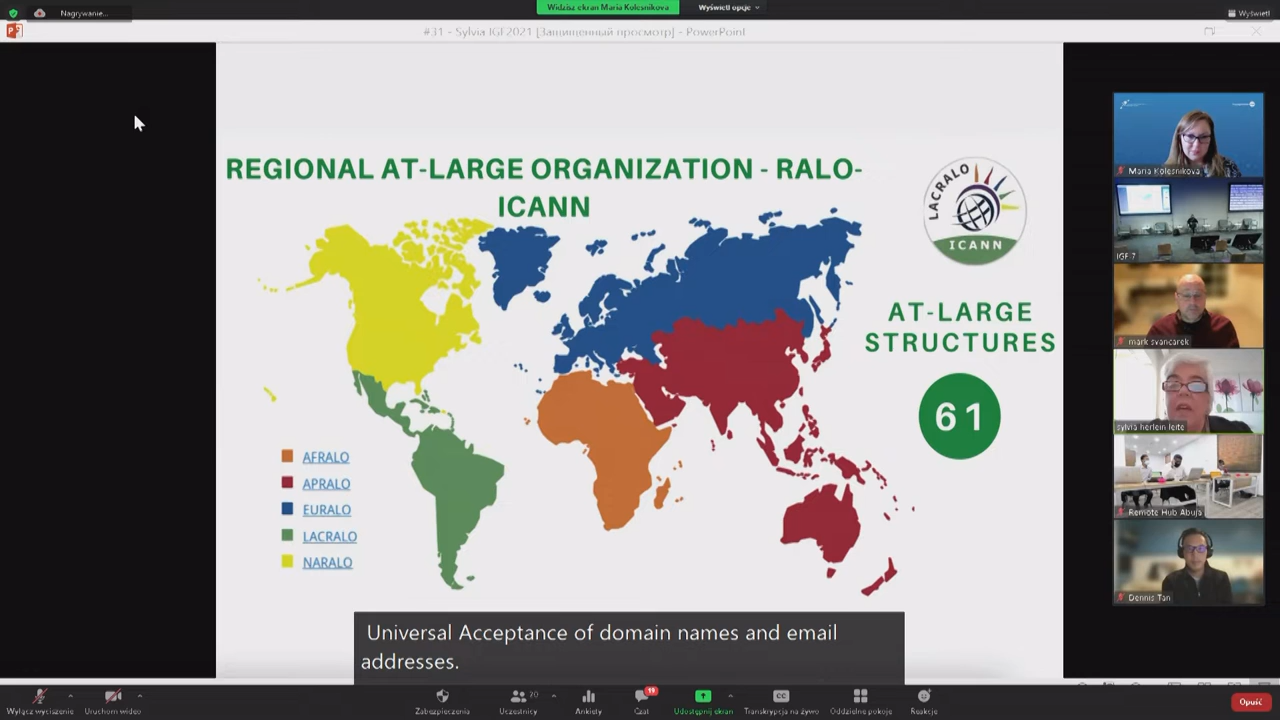 Nagrywanie...
Widzisz ekran Maria Kolesnikova
Wyświetl opcje
Wyświetl
#31 - Sylvia IGF2021 [Защищенный просмотр] - PowerPoint
REGIONAL AT-LARGE ORGANIZATION - RALO-
ICANN
LACRALO
ICANN
AT-LARGE
STRUCTURES
61
AFRALO
APRALO
EURALO
LACRALO
NARALO
Maria Kolesnikova
IGF 7
mark svancarek
sylvia herlein leite
Remote Hub Abuja
Dennis Tan
Universal Acceptance of domain names and email
addresses.
Wyłącz wyciszenie
Uruchom wideo
Zabezpieczenia
Uczestnicy
20
Ankiety
Czat
19
Udostępnij ekran
CC
Transkrypcja na żywo
Oddzielne pokoje
Reakcje
Opuść